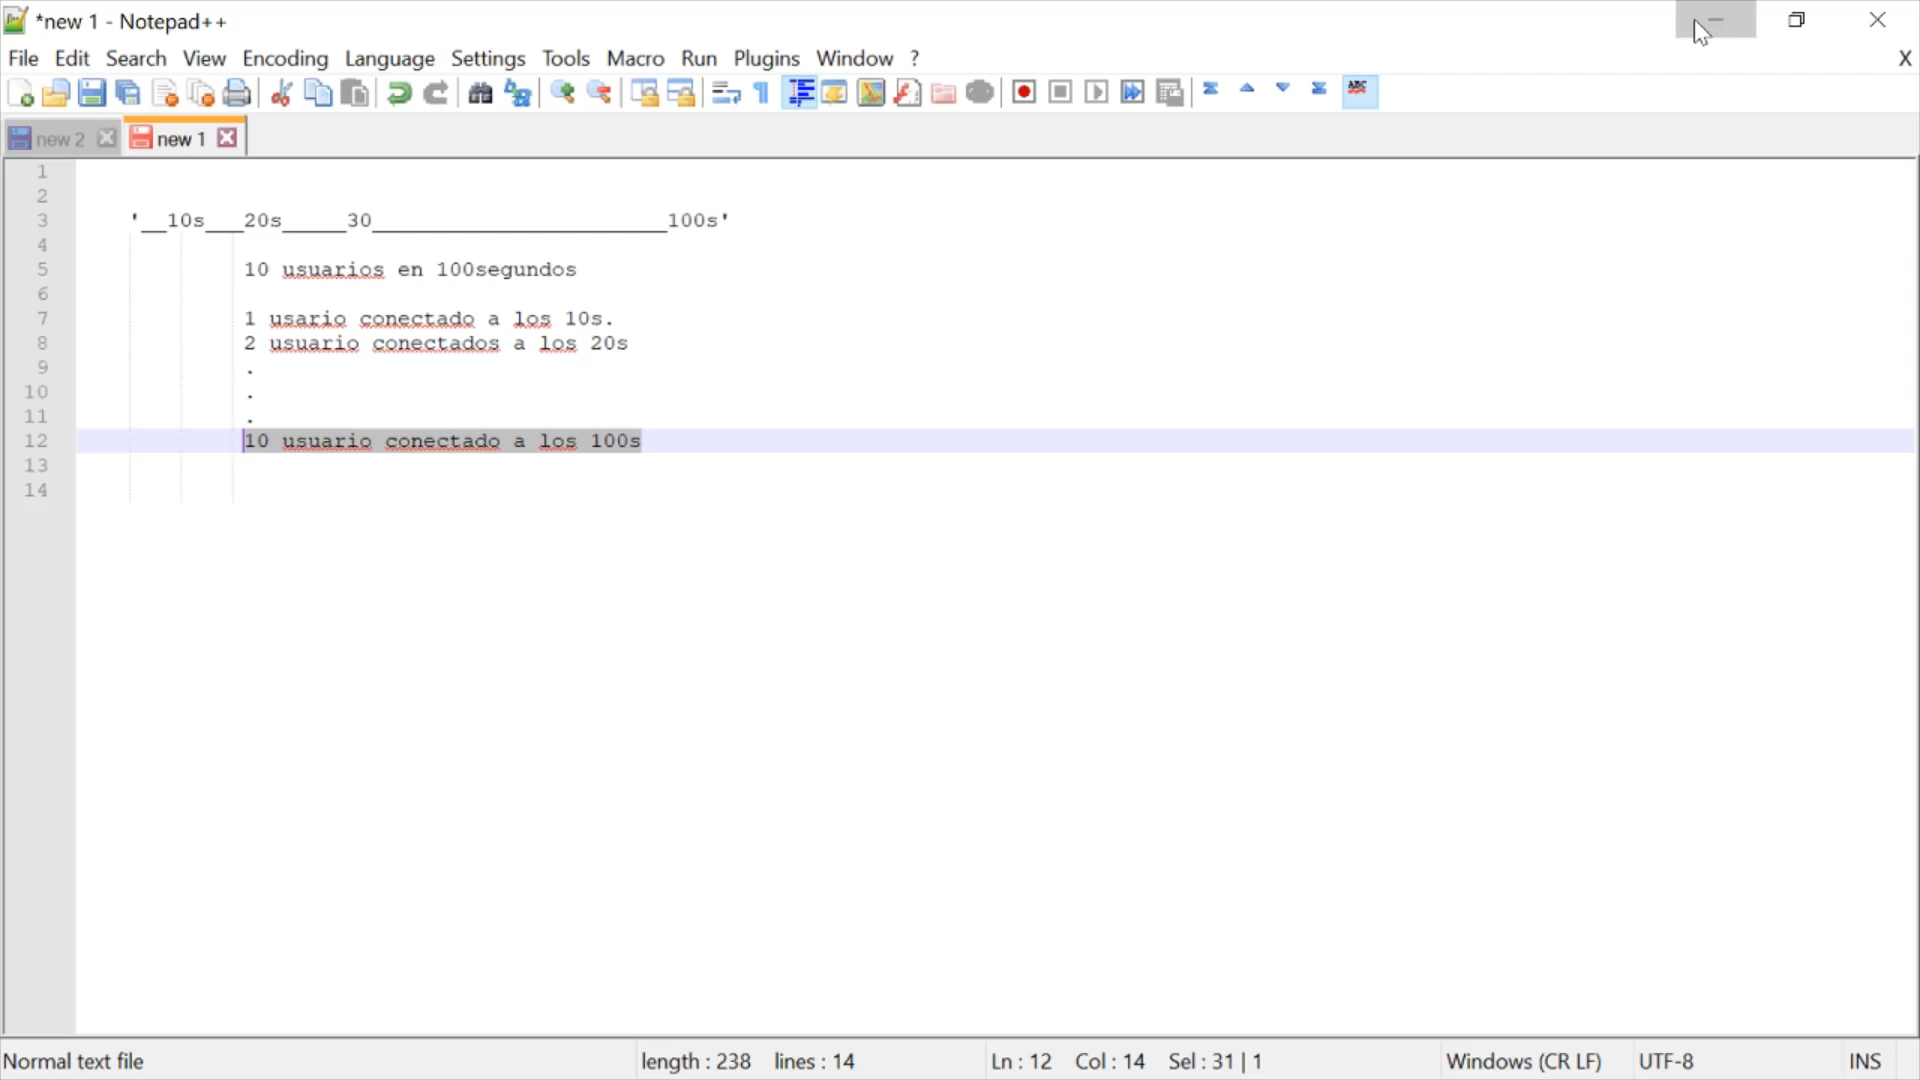 *new 1 - Notepad++
File Edit Search View Encoding Language Settings Tools Macro Run Plugins Window ? X
new 2 new 1
1
2
3 '__10s___20s_____30_______________________100s'
4
5 10 usuarios en 100segundos
6
7 1 usario conectado a los 10s.
8 2 usuario conectados a los 20s
9 .
10 .
11 .
12 10 usuario conectado a los 100s
13
14
Normal text file length : 238 lines : 14 Ln : 12 Col : 14 Sel : 31 | 1 Windows (CR LF) UTF-8 INS